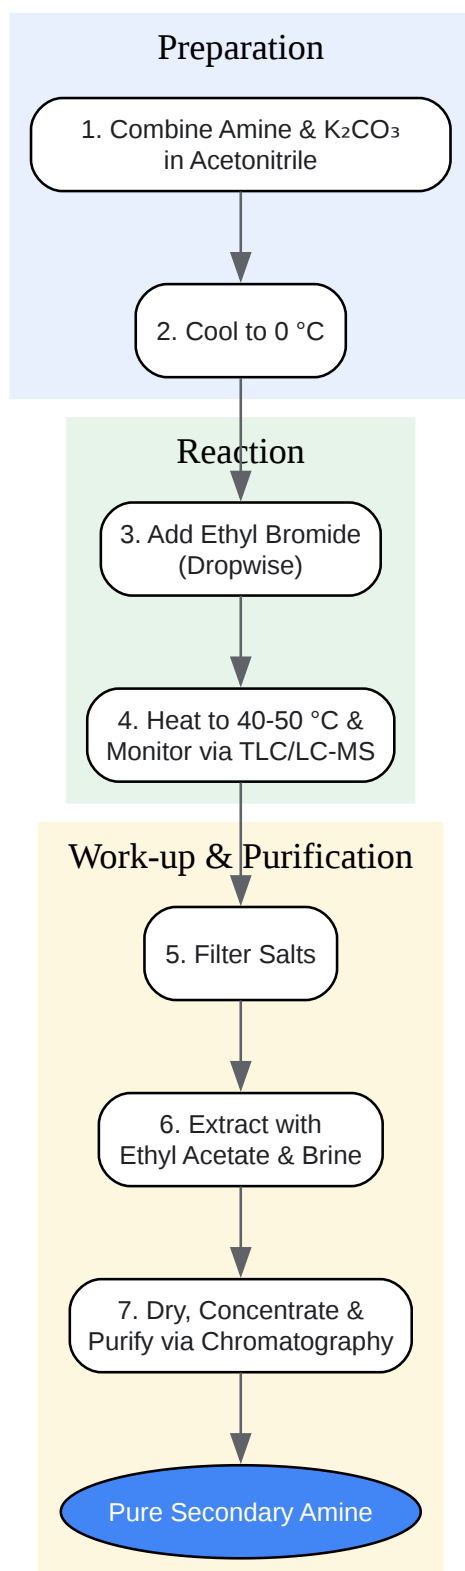 Preparation
1. Combine Amine & K₂CO₃
in Acetonitrile
2. Cool to 0 °C
Reaction
3. Add Ethyl Bromide
(Dropwise)
4. Heat to 40-50 °C &
Monitor via TLC/LC-MS
Work-up & Purification
5. Filter Salts
6. Extract with
Ethyl Acetate & Brine
7. Dry, Concentrate &
Purify via Chromatography
Pure Secondary Amine